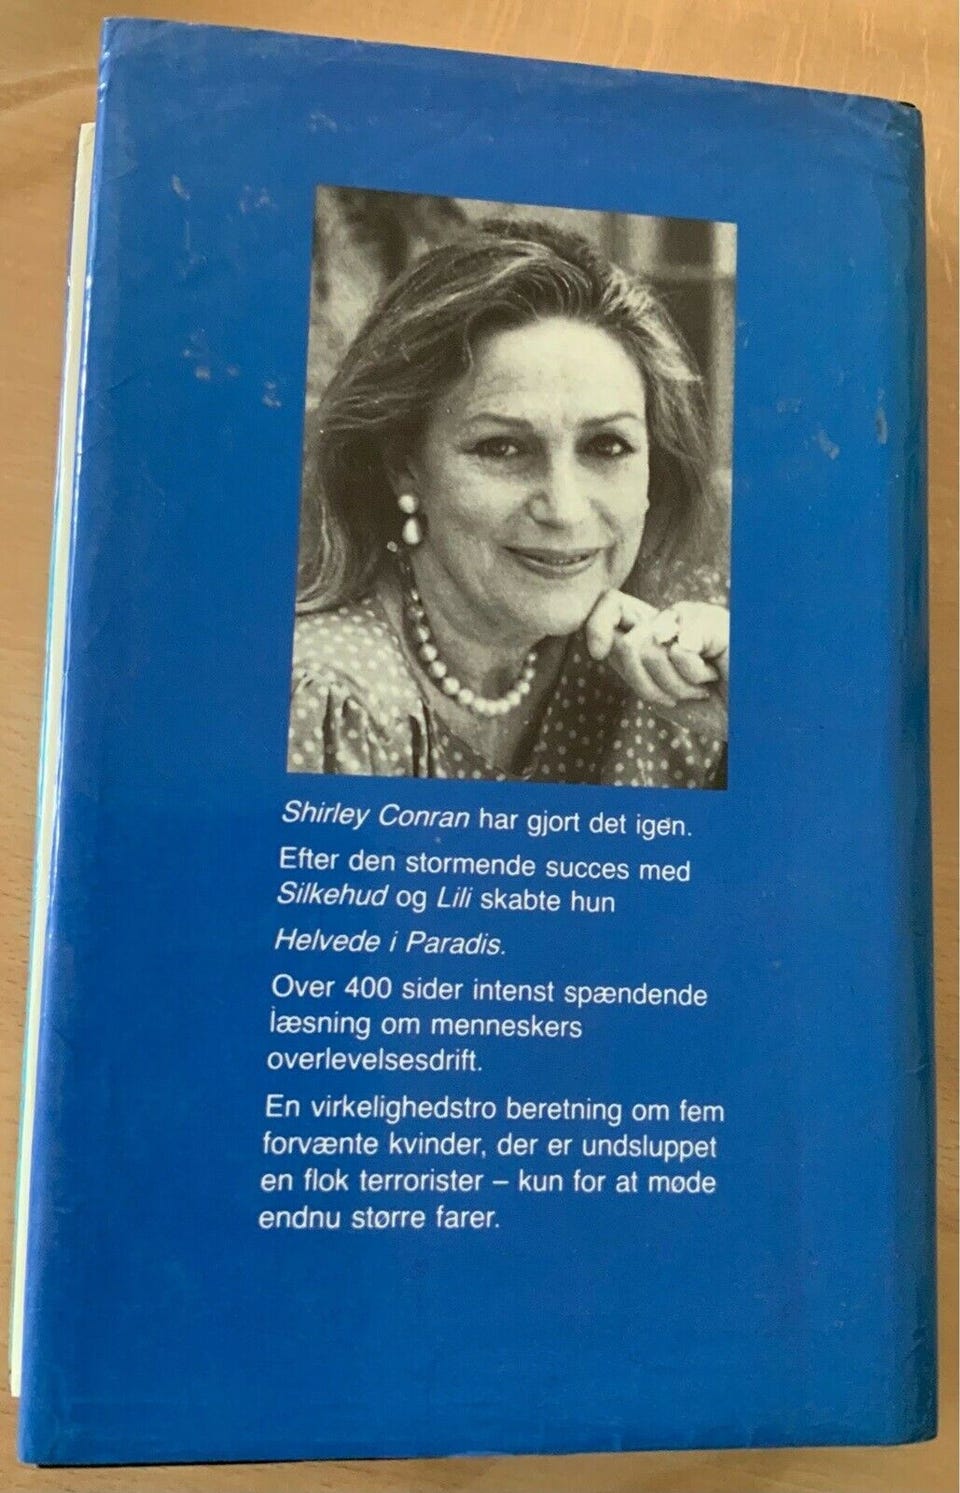 Shirley Conran har gjort det igen.
Efter den stormende succes med
Silkehud og Lili skabte hun
Helvede i Paradis.
Over 400 sider intenst spændende
læsning om menneskers
overlevelsesdrift.
En virkelighedstro beretning om fem
forvænte kvinder, der er undsluppet
en flok terrorister – kun for at møde
endnu større farer.